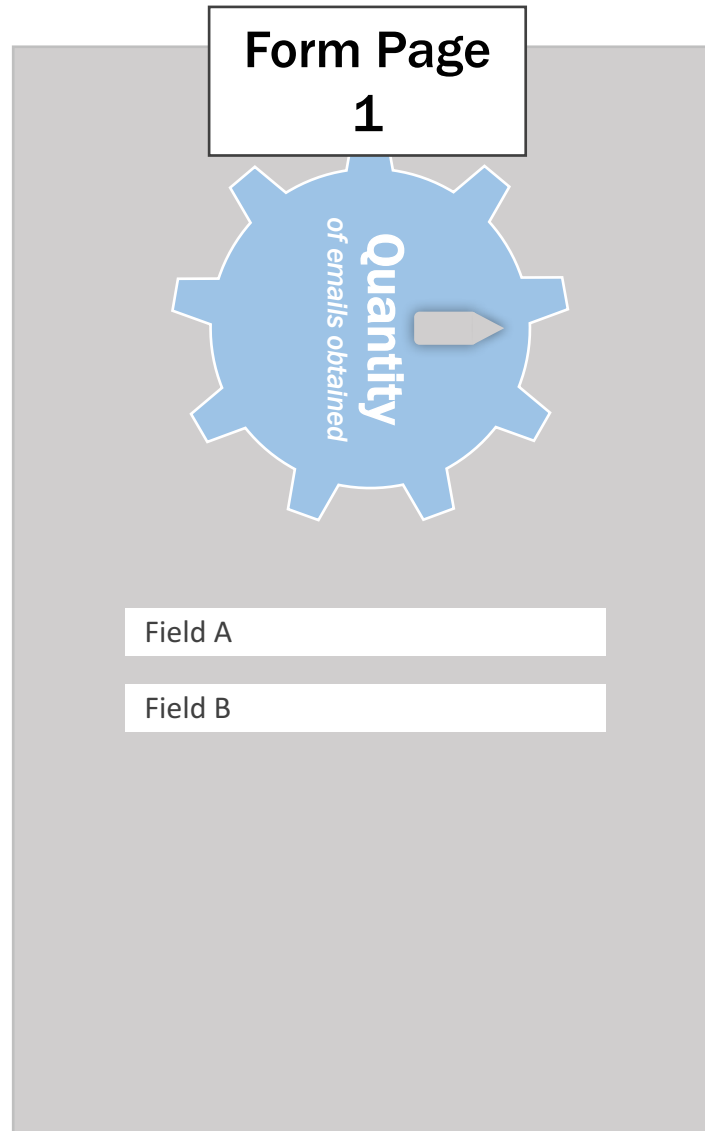 Form Page
1
Quantity
of emails obtained
Field A
Field B